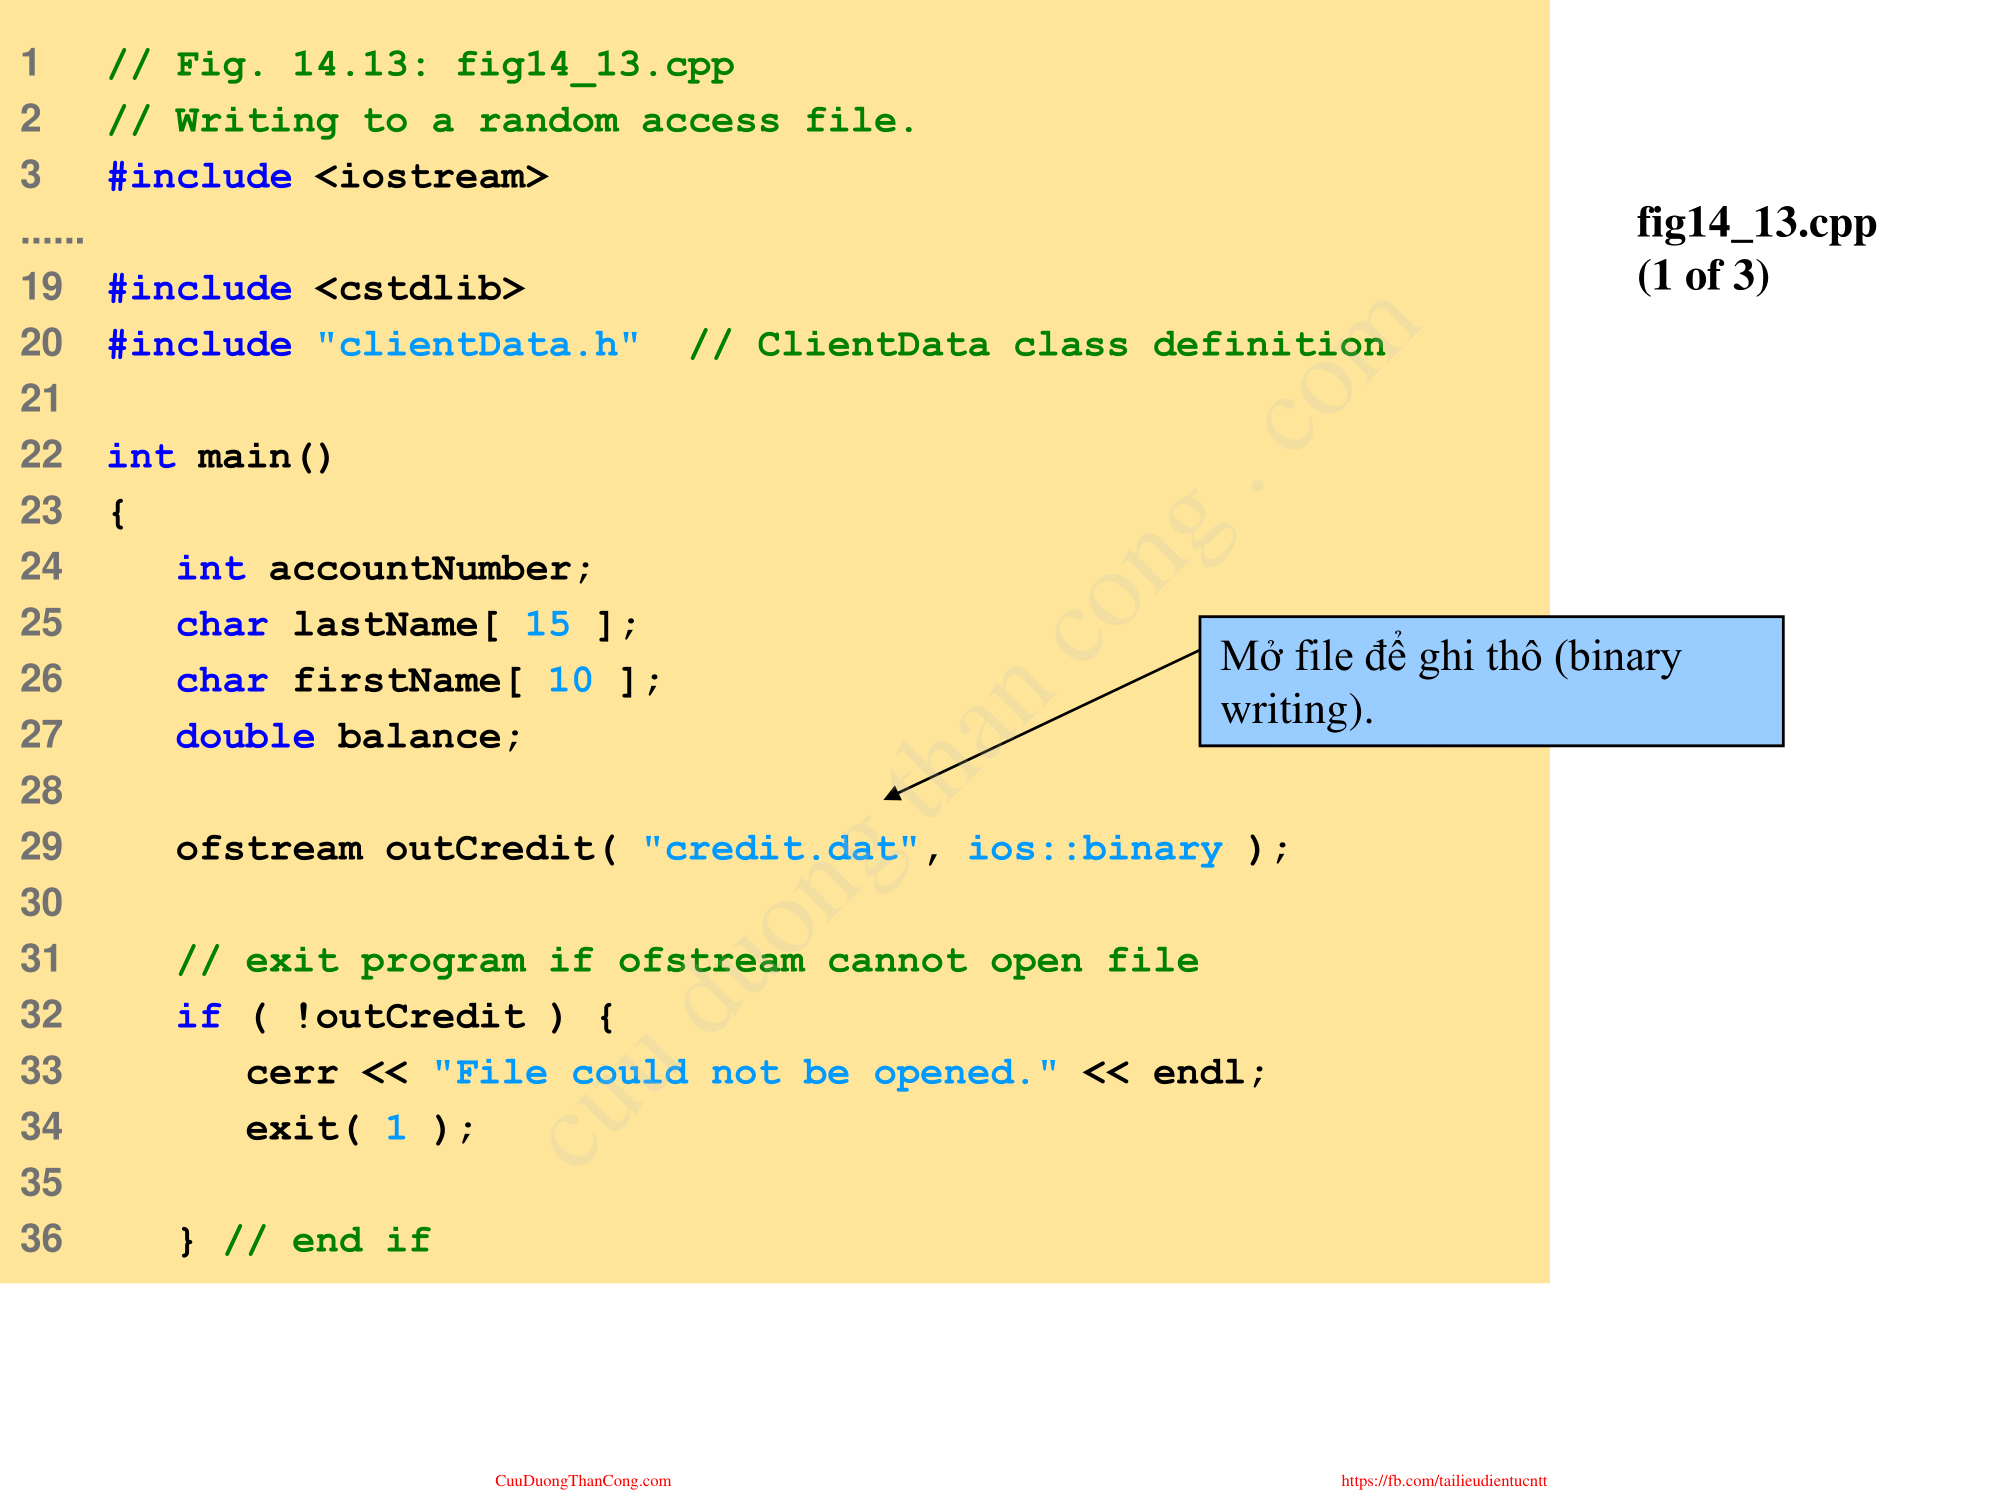 1 // Fig. 14.13: fig14_13.cpp
2 // Writing to a random access file.
3 #include <iostream>
......
19 #include <cstdlib>
20 #include "clientData.h" // ClientData class definition
21
22 int main()
23 {
24 int accountNumber;
25 char lastName[ 15 ];
26 char firstName[ 10 ];
27 double balance;
28
29 ofstream outCredit( "credit.dat", ios::binary );
30
31 // exit program if ofstream cannot open file
32 if ( !outCredit ) {
33 cerr << "File could not be opened." << endl;
34 exit( 1 );
35
36 } // end if
fig14_13.cpp
(1 of 3)
Mở file để ghi thô (binary
writing).
cuu duong than cong . com
CuuDuongThanCong.com
https://fb.com/tailieudientucntt